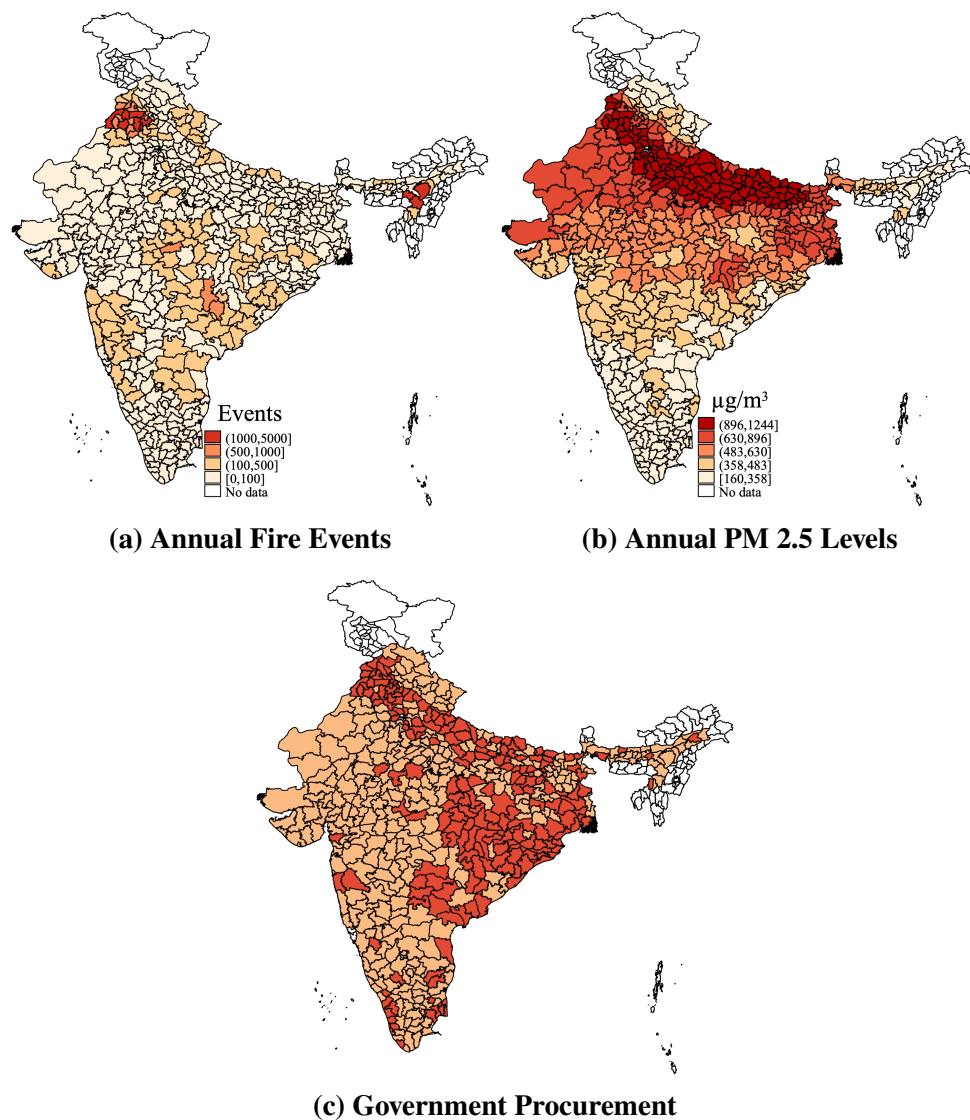 Events
(1000,5000]
(500,1000]
(100,500]
[0,100]
No data
(a) Annual Fire Events
µg/m³
(896,1244]
(630,896]
(483,630]
(358,483]
[160,358]
No data
(b) Annual PM 2.5 Levels
(c) Government Procurement